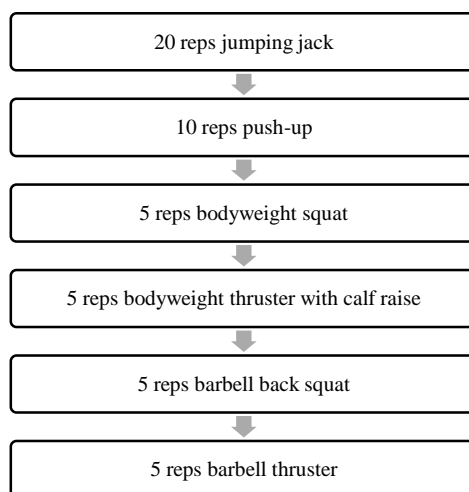 20 reps jumping jack
10 reps push-up
5 reps bodyweight squat
5 reps bodyweight thruster with calf raise
5 reps barbell back squat
5 reps barbell thruster